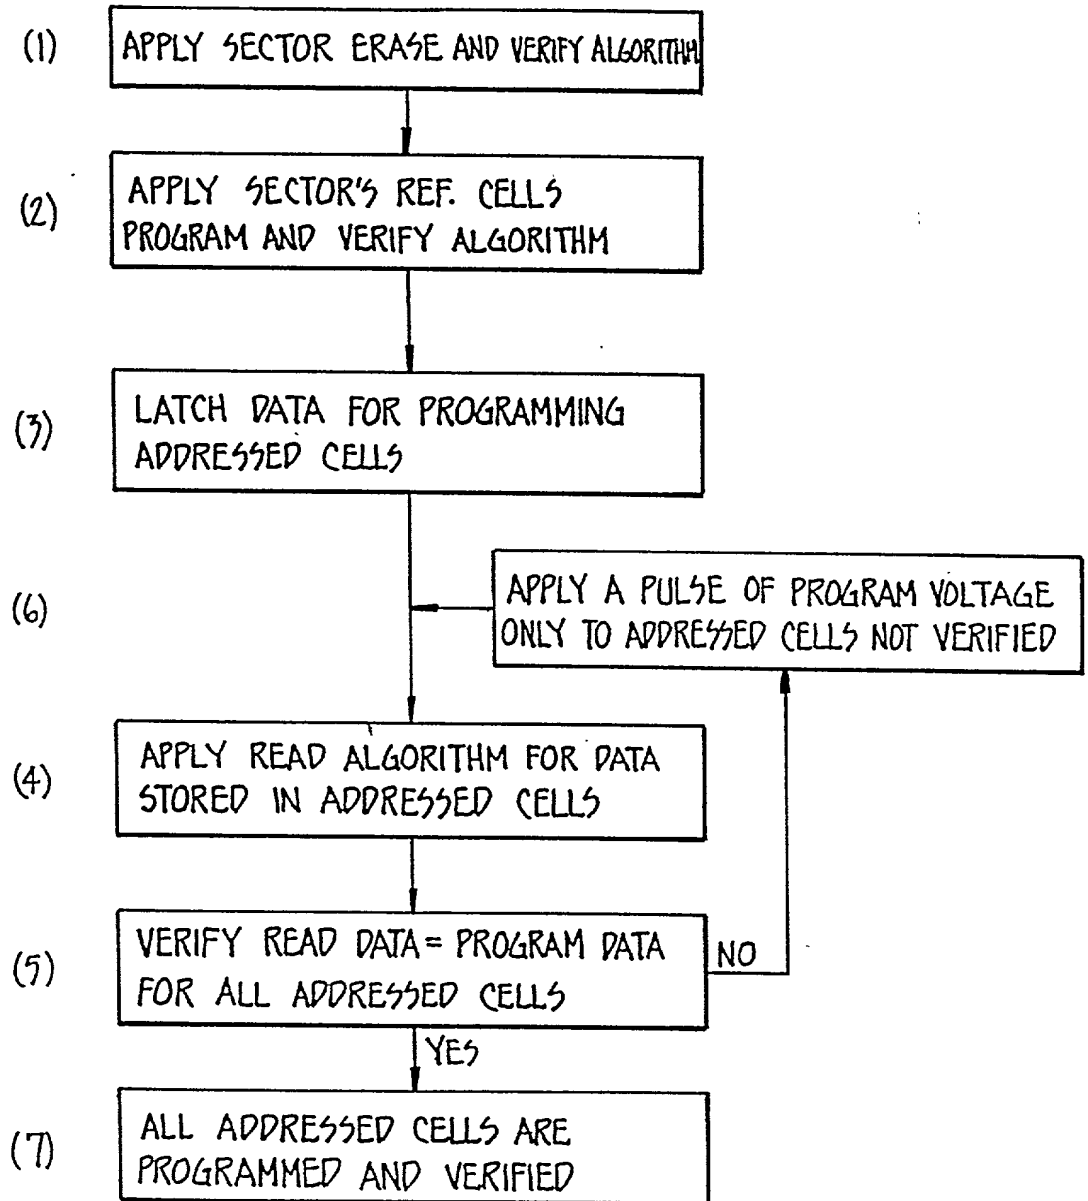 (1)
APPLY SECTOR ERASE AND VERIFY ALGORITHM
(2)
APPLY SECTOR'S REF. CELLS
PROGRAM AND VERIFY ALGORITHM
(3)
LATCH DATA FOR PROGRAMMING
ADDRESSED CELLS
(6)
APPLY A PULSE OF PROGRAM VOLTAGE
ONLY TO ADDRESSED CELLS NOT VERIFIED
(4)
APPLY READ ALGORITHM FOR DATA
STORED IN ADDRESSED CELLS
(5)
VERIFY READ DATA = PROGRAM DATA
FOR ALL ADDRESSED CELLS
NO
YES
(7)
ALL ADDRESSED CELLS ARE
PROGRAMMED AND VERIFIED